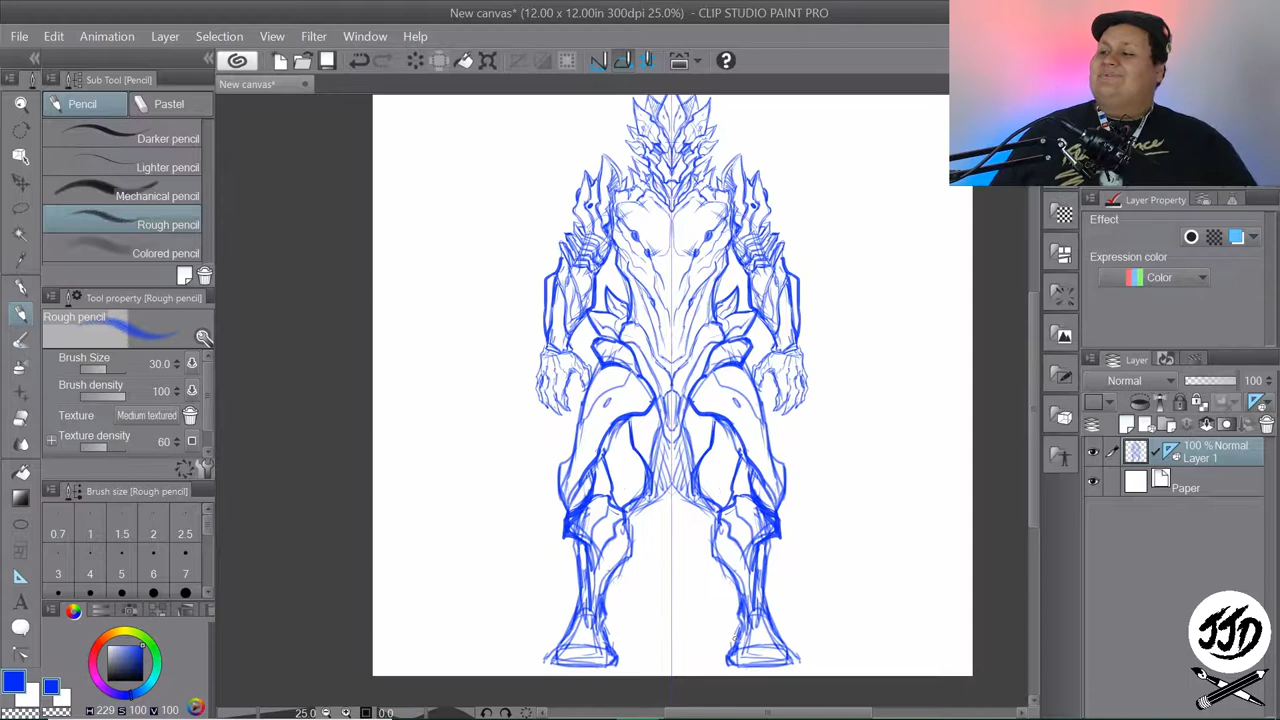 New canvas* (12.00 x 12.00in 300dpi 25.0%) - CLIP STUDIO PAINT PRO
File Edit Animation Layer Selection View Filter Window Help
Sub Tool [Pencil]
New canvas*
Pencil Pastel
Darker pencil
Lighter pencil
Mechanical pencil
Rough pencil
Colored pencil
Tool property [Rough pencil]
Rough pencil
Brush Size 30.0
Brush density 100
Texture Medium textured
Texture density 60
Brush size [Rough pencil]
0.7 1 1.5 2 2.5
3 4 5 6 7
H 229 S 100 V 100
25.0 0.0
Layer Property
Effect
Expression color
Color
Layer
Normal 100
100 % Normal
Layer 1
Paper
JJD